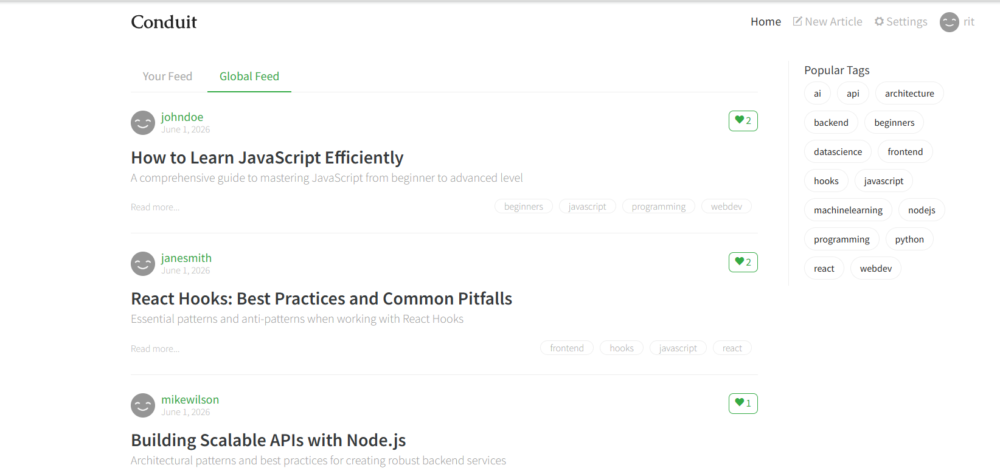 Conduit
Home New Article Settings rit
Your Feed Global Feed
johndoe
June 1, 2026
2
How to Learn JavaScript Efficiently
A comprehensive guide to mastering JavaScript from beginner to advanced level
Read more...
beginners javascript programming webdev
janesmith
June 1, 2026
2
React Hooks: Best Practices and Common Pitfalls
Essential patterns and anti-patterns when working with React Hooks
Read more...
frontend hooks javascript react
mikewilson
June 1, 2026
1
Building Scalable APIs with Node.js
Architectural patterns and best practices for creating robust backend services
Popular Tags
ai api architecture
backend beginners
datascience frontend
hooks javascript
machinelearning nodejs
programming python
react webdev